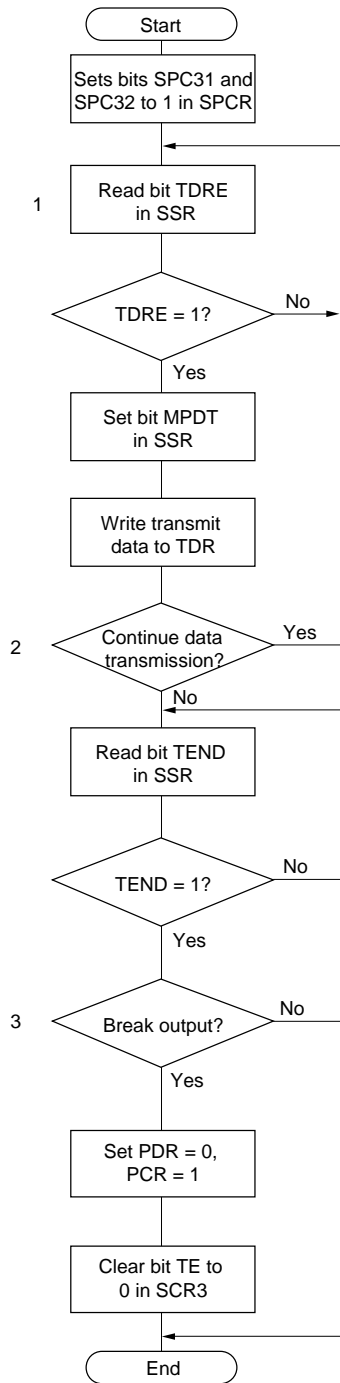 Start
Sets bits SPC31 and
SPC32 to 1 in SPCR
1
Read bit TDRE
in SSR
TDRE = 1?
No
Yes
Set bit MPDT
in SSR
Write transmit
data to TDR
2
Continue data
transmission?
Yes
No
Read bit TEND
in SSR
TEND = 1?
No
Yes
3
Break output?
No
Yes
Set PDR = 0,
PCR = 1
Clear bit TE to
0 in SCR3
End